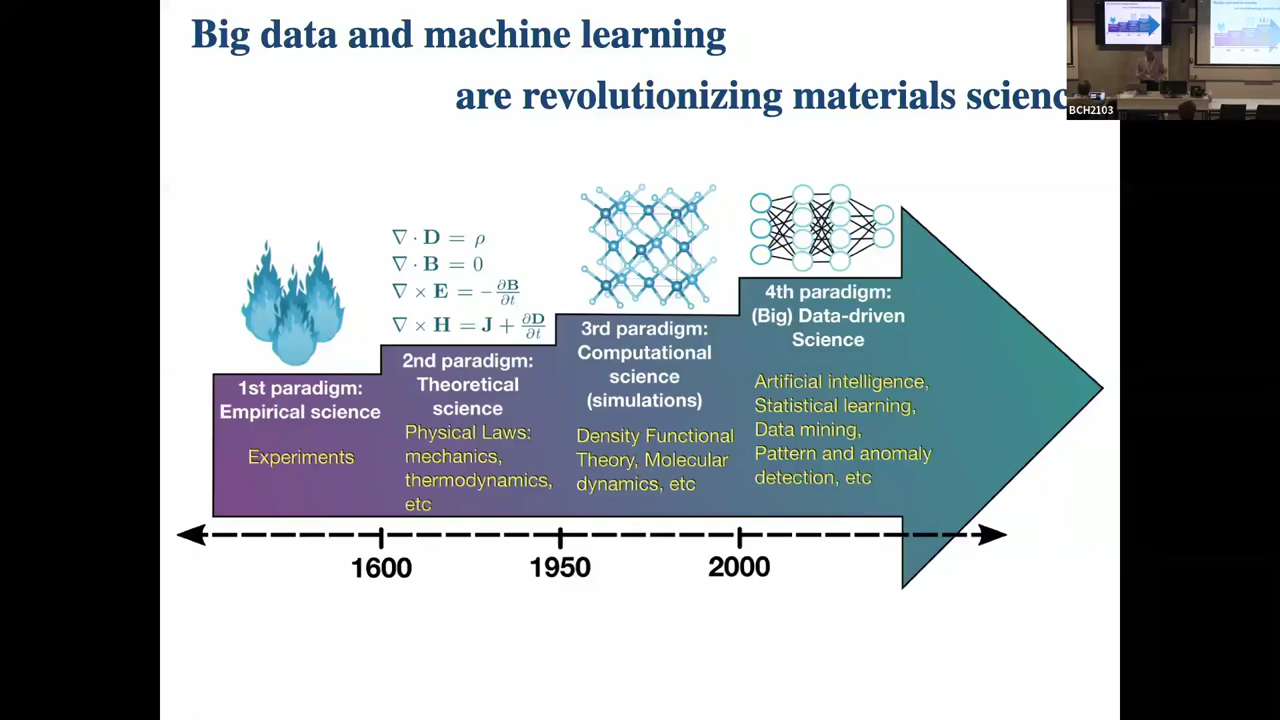 Big data and machine learning
are revolutionizing materials scienc
BCH2103
∇ · D = ρ
∇ · B = 0
∇ × E = −∂B/∂t
∇ × H = J + ∂D/∂t
1st paradigm:
Empirical science
Experiments
2nd paradigm:
Theoretical
science
Physical Laws:
mechanics,
thermodynamics,
etc
3rd paradigm:
Computational
science
(simulations)
Density Functional
Theory, Molecular
dynamics, etc
4th paradigm:
(Big) Data-driven
Science
Artificial intelligence,
Statistical learning,
Data mining,
Pattern and anomaly
detection, etc
1600
1950
2000